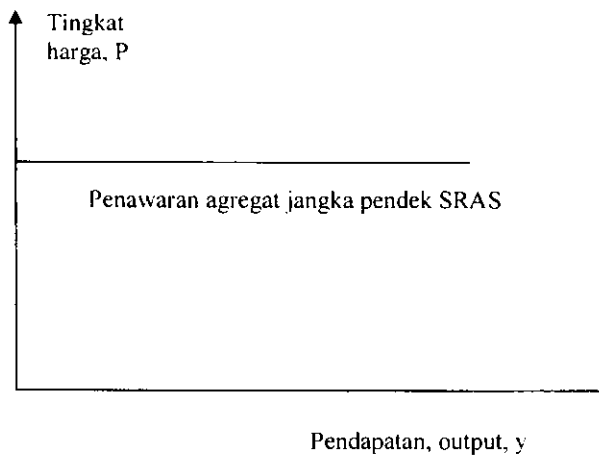 Tingkat
harga, P
Penawaran agregat jangka pendek SRAS
Pendapatan, output, y